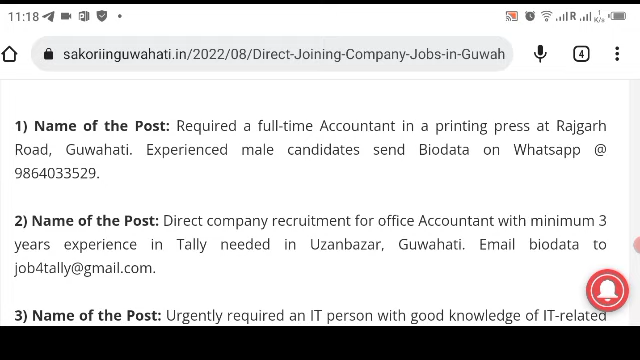 11:18
R
K/s
sakoriinguwahati.in/2022/08/Direct-Joining-Company-Jobs-in-Guwah
4
1) Name of the Post: Required a full-time Accountant in a printing press at Rajgarh
Road, Guwahati. Experienced male candidates send Biodata on Whatsapp @
9864033529.
2) Name of the Post: Direct company recruitment for office Accountant with minimum 3
years experience in Tally needed in Uzanbazar, Guwahati. Email biodata to
job4tally@gmail.com.
3) Name of the Post: Urgently required an IT person with good knowledge of IT-related